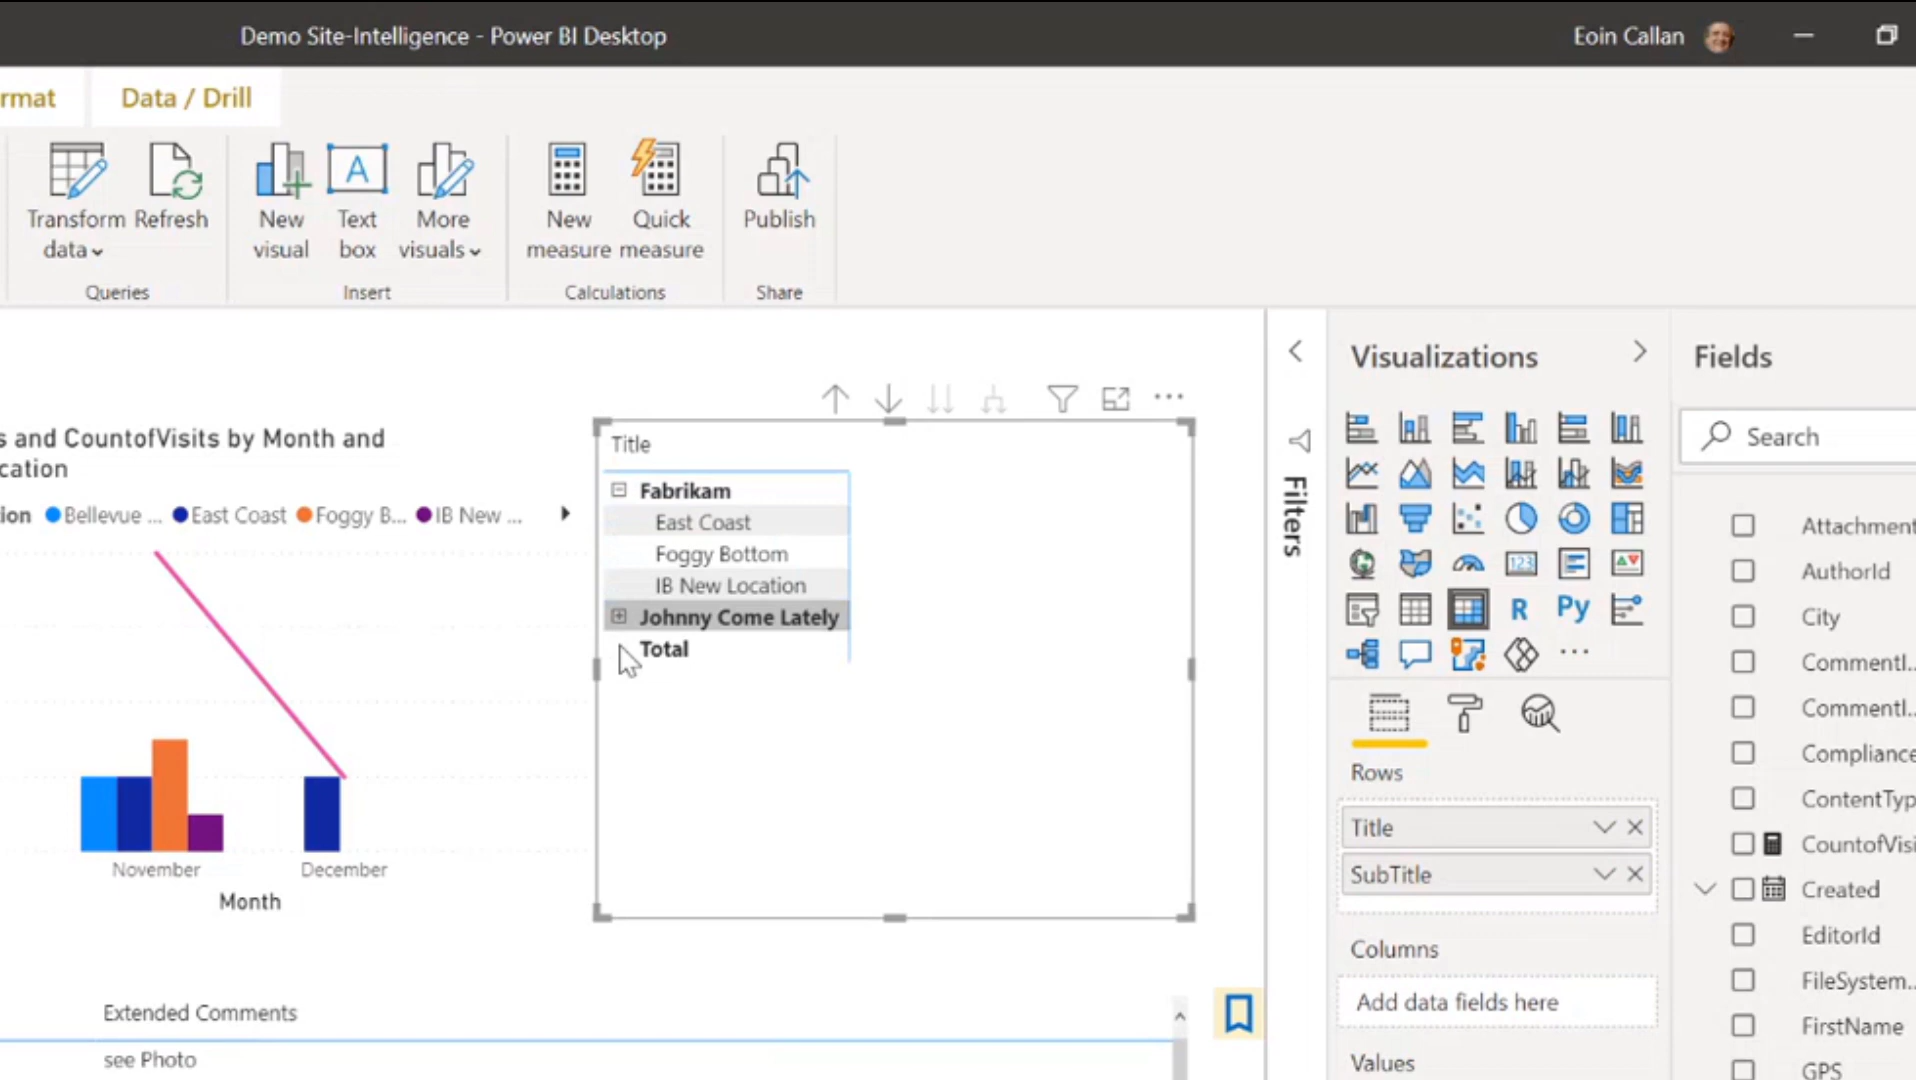 Demo Site-Intelligence - Power BI Desktop
Eoin Callan
rmat
Data / Drill
Transform data
Refresh
New visual
Text box
More visuals
New measure
Quick measure
Publish
Queries
Insert
Calculations
Share
s and CountofVisits by Month and
cation
ion
Bellevue ...
East Coast
Foggy B...
IB New ...
November
December
Month
Title
Fabrikam
East Coast
Foggy Bottom
IB New Location
Johnny Come Lately
Total
Extended Comments
see Photo
Filters
Visualizations
A
123
R
Py
Rows
Title
SubTitle
Columns
Add data fields here
Values
Fields
Search
Attachment
AuthorId
City
CommentI...
CommentI...
Compliance
ContentTyp
CountofVisi
Created
EditorId
FileSystem...
FirstName
GPS